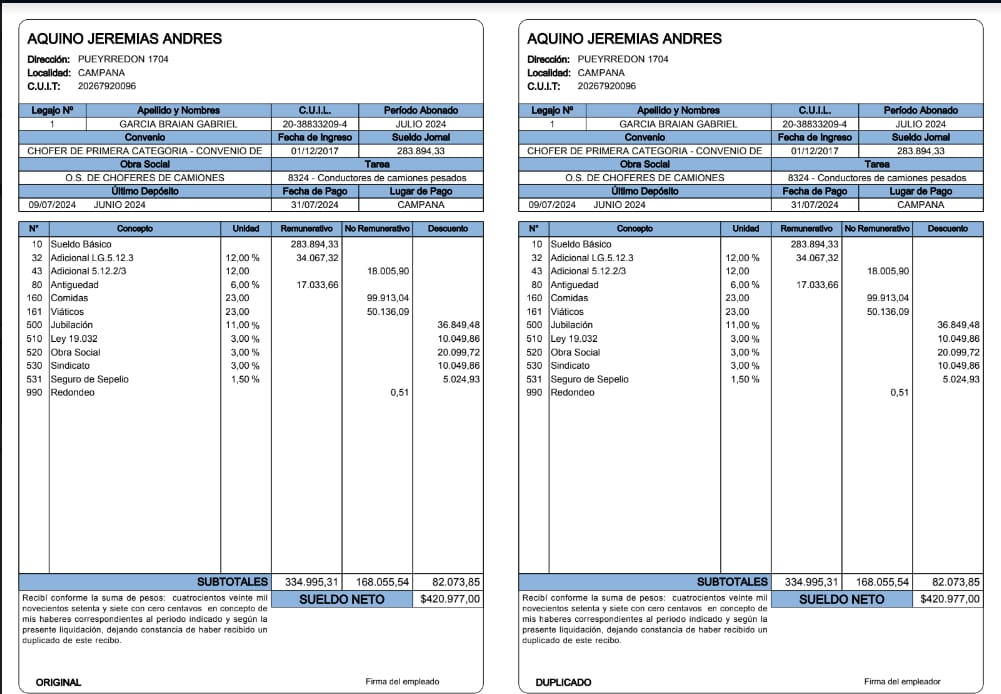 AQUINO JEREMIAS ANDRES
Dirección: PUEYRREDON 1704
Localidad: CAMPANA
C.U.I.T: 20267920096
Legajo Nº Apellido y Nombres C.U.I.L. Período Abonado
1 GARCIA BRAIAN GABRIEL 20-38833209-4 JULIO 2024
Convenio Fecha de Ingreso Sueldo Jornal
CHOFER DE PRIMERA CATEGORIA - CONVENIO DE 01/12/2017 283.894,33
Obra Social Tarea
O.S. DE CHOFERES DE CAMIONES 8324 - Conductores de camiones pesados
Último Depósito Fecha de Pago Lugar de Pago
09/07/2024 JUNIO 2024 31/07/2024 CAMPANA
Nº Concepto Unidad Remunerativo No Remunerativo Descuento
10 Sueldo Básico 283.894,33
32 Adicional LG.5.12.3 12,00 % 34.067,32
43 Adicional 5.12.2/3 12,00 18.005,90
80 Antiguedad 6,00 % 17.033,66
160 Comidas 23,00 99.913,04
161 Viáticos 23,00 50.136,09
500 Jubilación 11,00 % 36.849,48
510 Ley 19.032 3,00 % 10.049,86
520 Obra Social 3,00 % 20.099,72
530 Sindicato 3,00 % 10.049,86
531 Seguro de Sepelio 1,50 % 5.024,93
990 Redondeo 0,51
SUBTOTALES 334.995,31 168.055,54 82.073,85
Recibí conforme la suma de pesos: cuatrocientos veinte mil
novecientos setenta y siete con cero centavos en concepto de
mis haberes correspondientes al periodo indicado y según la
presente liquidación, dejando constancia de haber recibido un
duplicado de este recibo.
SUELDO NETO $420.977,00
ORIGINAL Firma del empleado
AQUINO JEREMIAS ANDRES
Dirección: PUEYRREDON 1704
Localidad: CAMPANA
C.U.I.T: 20267920096
Legajo Nº Apellido y Nombres C.U.I.L. Período Abonado
1 GARCIA BRAIAN GABRIEL 20-38833209-4 JULIO 2024
Convenio Fecha de Ingreso Sueldo Jornal
CHOFER DE PRIMERA CATEGORIA - CONVENIO DE 01/12/2017 283.894,33
Obra Social Tarea
O.S. DE CHOFERES DE CAMIONES 8324 - Conductores de camiones pesados
Último Depósito Fecha de Pago Lugar de Pago
09/07/2024 JUNIO 2024 31/07/2024 CAMPANA
Nº Concepto Unidad Remunerativo No Remunerativo Descuento
10 Sueldo Básico 283.894,33
32 Adicional LG.5.12.3 12,00 % 34.067,32
43 Adicional 5.12.2/3 12,00 18.005,90
80 Antiguedad 6,00 % 17.033,66
160 Comidas 23,00 99.913,04
161 Viáticos 23,00 50.136,09
500 Jubilación 11,00 % 36.849,48
510 Ley 19.032 3,00 % 10.049,86
520 Obra Social 3,00 % 20.099,72
530 Sindicato 3,00 % 10.049,86
531 Seguro de Sepelio 1,50 % 5.024,93
990 Redondeo 0,51
SUBTOTALES 334.995,31 168.055,54 82.073,85
Recibí conforme la suma de pesos: cuatrocientos veinte mil
novecientos setenta y siete con cero centavos en concepto de
mis haberes correspondientes al periodo indicado y según la
presente liquidación, dejando constancia de haber recibido un
duplicado de este recibo.
SUELDO NETO $420.977,00
DUPLICADO Firma del empleador